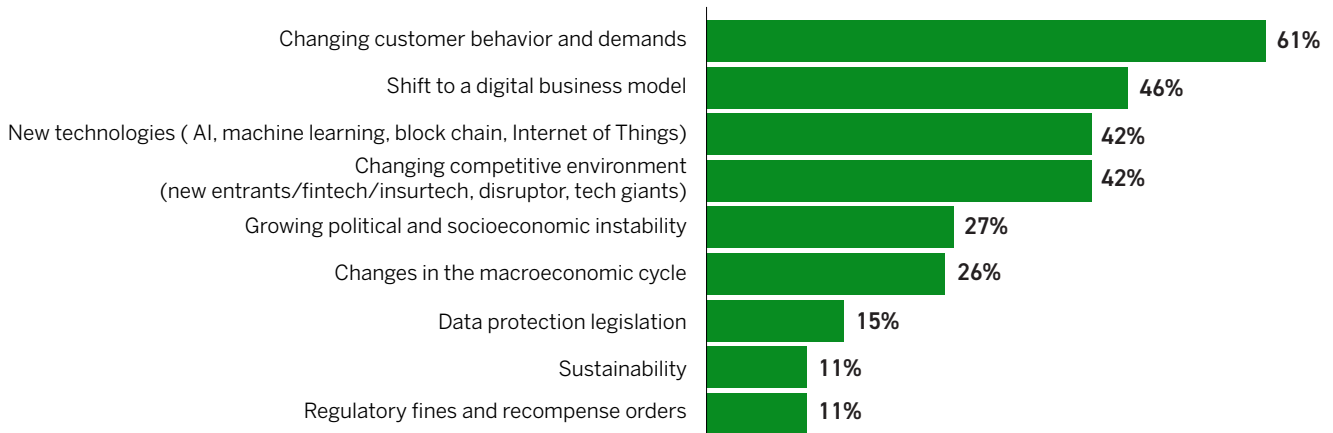 Changing customer behavior and demands 61%
Shift to a digital business model 46%
New technologies ( AI, machine learning, block chain, Internet of Things) 42%
Changing competitive environment
(new entrants/fintech/insurtech, disruptor, tech giants) 42%
Growing political and socioeconomic instability 27%
Changes in the macroeconomic cycle 26%
Data protection legislation 15%
Sustainability 11%
Regulatory fines and recompense orders 11%